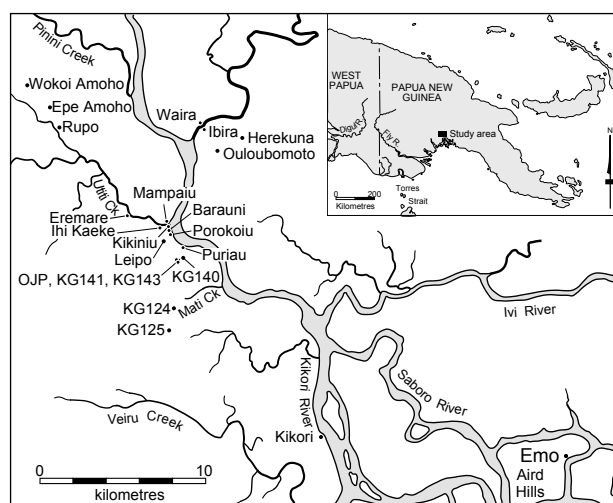 Pinini Creek
Wokoi Amoho
Epe Amoho
Rupo
Waira
Ibira
Herekuna
Ouloubomoto
Utiti Ck
Mampaiu
Eremare
Barauni
Ihi Kaeke
Porokoiu
Kikiniu
Leipo
Puriau
OJP, KG141, KG143
KG140
Mati Ck
KG124
KG125
Ivi River
Kikori River
Saboro River
Veiru Creek
Kikori
Emo
Aird
Hills
0 10
kilometres
WEST
PAPUA
PAPUA NEW
GUINEA
Digul R.
Fly R.
Study area
0 200
Kilometres
Torres
Strait
N